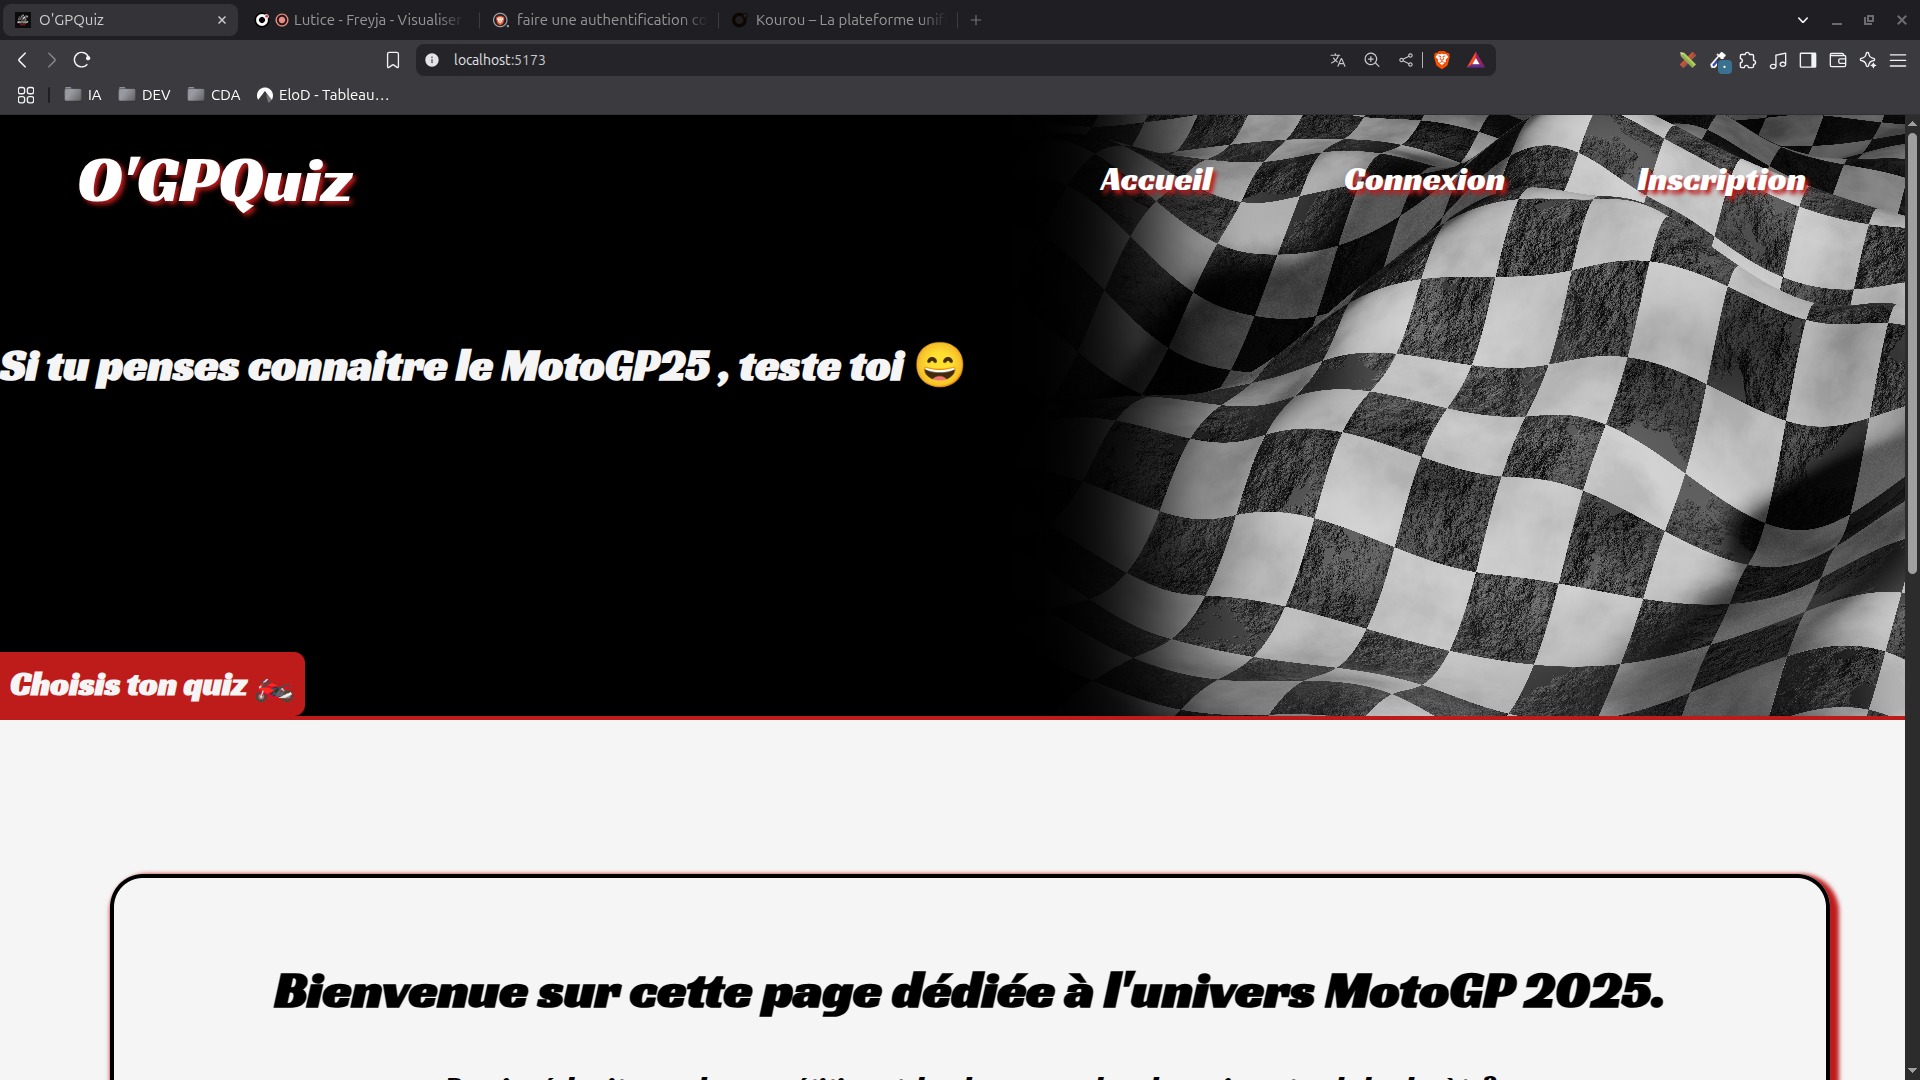 O'GPQuiz
Lutice - Freyja - Visualiser
faire une authentification co
Kourou – La plateforme unif
localhost:5173
IA
DEV
CDA
EloD - Tableau…
O'GPQuiz
Accueil
Connexion
Inscription
Si tu penses connaitre le MotoGP25 , teste toi 😄
Choisis ton quiz 🏍️
Bienvenue sur cette page dédiée à l'univers MotoGP 2025.